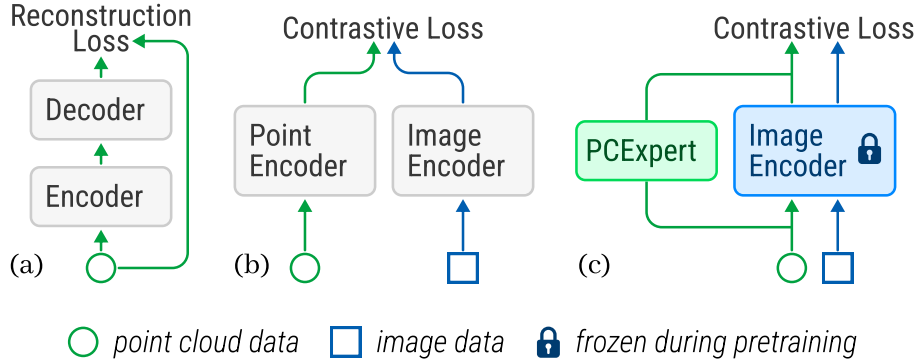 Reconstruction
Loss
Decoder
Encoder
(a)
Contrastive Loss
Point
Encoder
Image
Encoder
(b)
Contrastive Loss
PCExpert
Image
Encoder
(c)
point cloud data
image data
frozen during pretraining